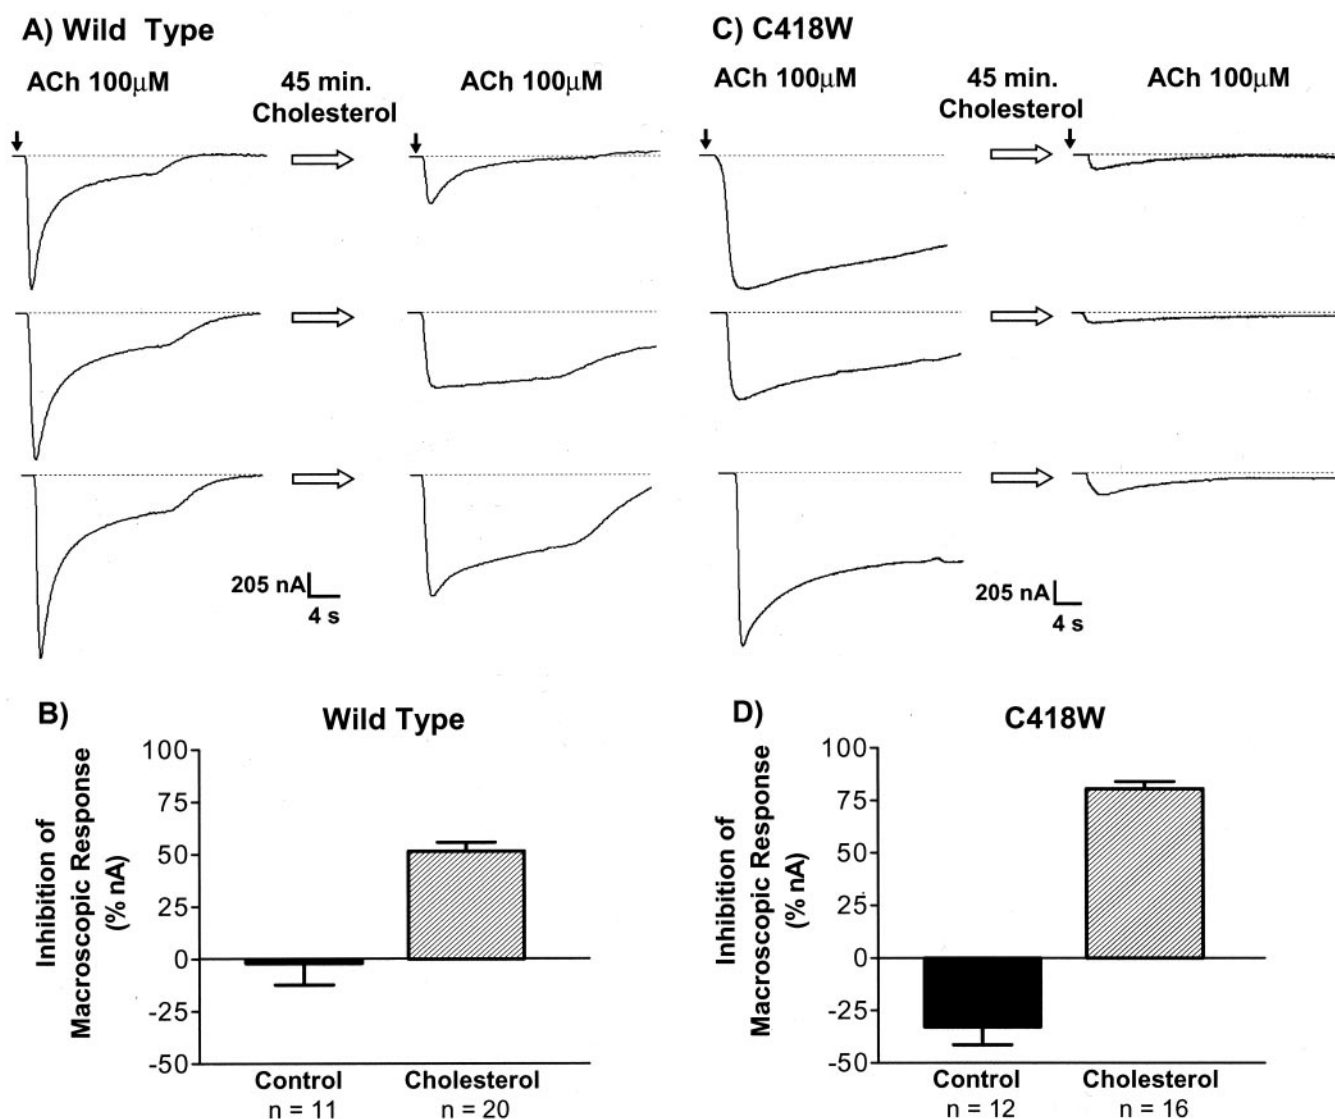 A) Wild Type
ACh 100μM
45 min.
Cholesterol
ACh 100μM
205 nA
4 s
C) C418W
ACh 100μM
45 min.
Cholesterol
ACh 100μM
205 nA
4 s
B)
Wild Type
Inhibition of
Macroscopic Response
(% nA)
100
75
50
25
0
-25
-50
Control
n = 11
Cholesterol
n = 20
D)
C418W
Inhibition of
Macroscopic Response
(% nA)
100
75
50
25
0
-25
-50
Control
n = 12
Cholesterol
n = 16